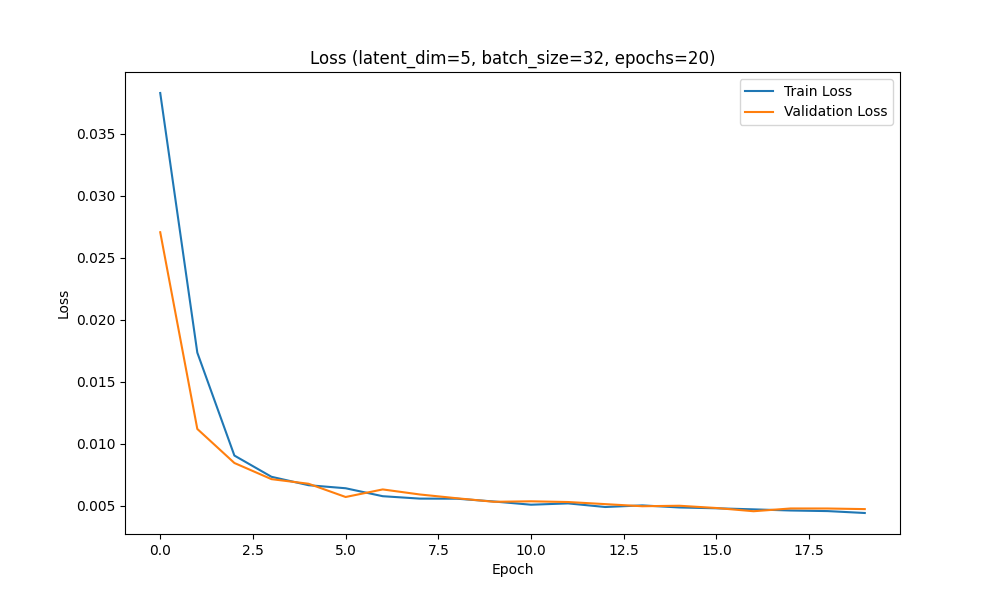 Loss (latent_dim=5, batch_size=32, epochs=20)
Train Loss
Validation Loss
0.035
0.030
0.025
0.020
0.015
0.010
0.005
Loss
0.0 2.5 5.0 7.5 10.0 12.5 15.0 17.5
Epoch